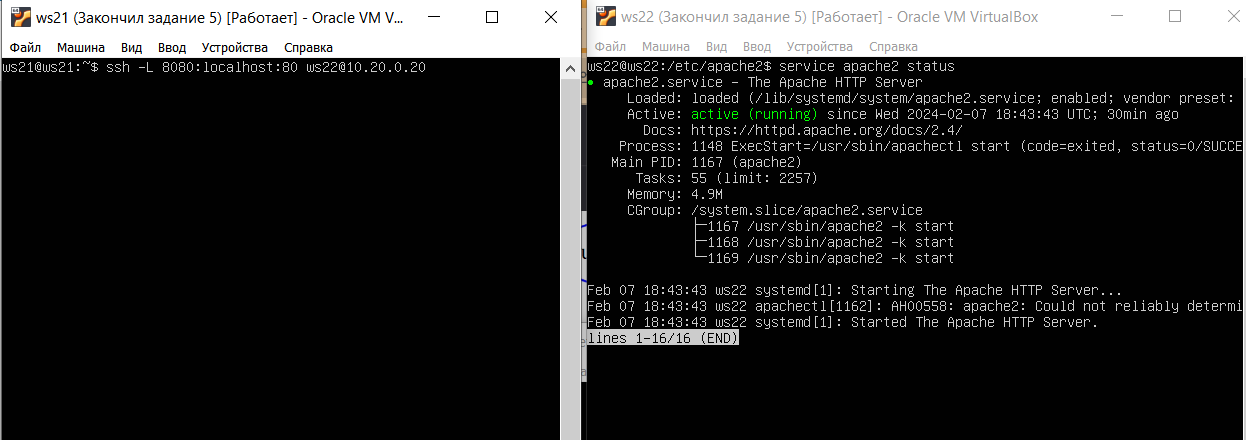 ws21 (Закончил задание 5) [Работает] - Oracle VM V...
Файл Машина Вид Ввод Устройства Справка
ws21@ws21:~$ ssh -L 8080:localhost:80 ws22@10.20.0.20
ws22 (Закончил задание 5) [Работает] - Oracle VM VirtualBox
Файл Машина Вид Ввод Устройства Справка
ws22@ws22:/etc/apache2$ service apache2 status
● apache2.service - The Apache HTTP Server
Loaded: loaded (/lib/systemd/system/apache2.service; enabled; vendor preset:
Active: active (running) since Wed 2024-02-07 18:43:43 UTC; 30min ago
Docs: https://httpd.apache.org/docs/2.4/
Process: 1148 ExecStart=/usr/sbin/apachectl start (code=exited, status=0/SUCCE
Main PID: 1167 (apache2)
Tasks: 55 (limit: 2257)
Memory: 4.9M
CGroup: /system.slice/apache2.service
├─1167 /usr/sbin/apache2 -k start
├─1168 /usr/sbin/apache2 -k start
└─1169 /usr/sbin/apache2 -k start
Feb 07 18:43:43 ws22 systemd[1]: Starting The Apache HTTP Server...
Feb 07 18:43:43 ws22 apachectl[1162]: AH00558: apache2: Could not reliably determi
Feb 07 18:43:43 ws22 systemd[1]: Started The Apache HTTP Server.
lines 1-16/16 (END)